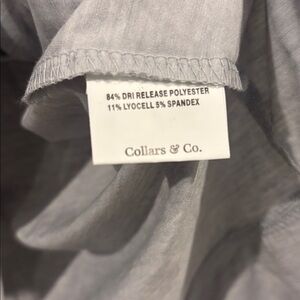 84% DRI RELEASE POLYESTER
11% LYOCELL 5% SPANDEX
Collars & Co.